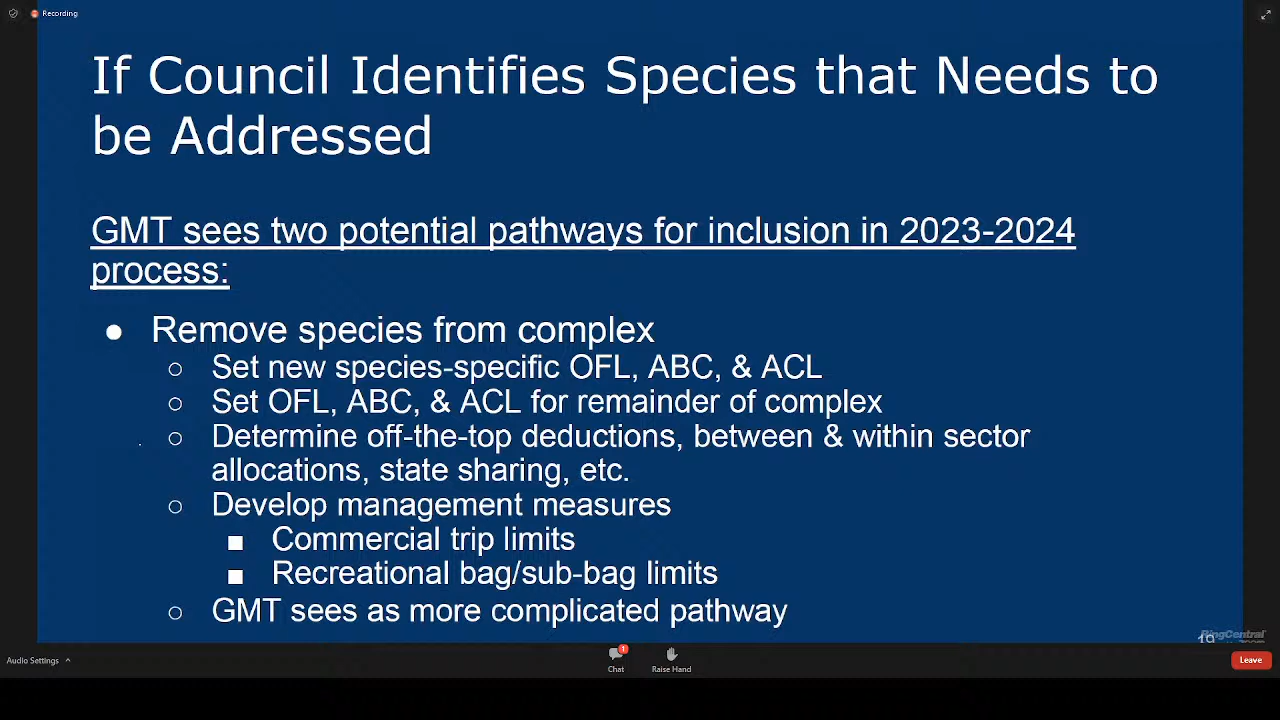 Recording
If Council Identifies Species that Needs to
be Addressed
GMT sees two potential pathways for inclusion in 2023-2024
process:
● Remove species from complex
○ Set new species-specific OFL, ABC, & ACL
○ Set OFL, ABC, & ACL for remainder of complex
○ Determine off-the-top deductions, between & within sector
allocations, state sharing, etc.
○ Develop management measures
■ Commercial trip limits
■ Recreational bag/sub-bag limits
○ GMT sees as more complicated pathway
RingCentral
Audio Settings
1
Chat
Raise Hand
Leave